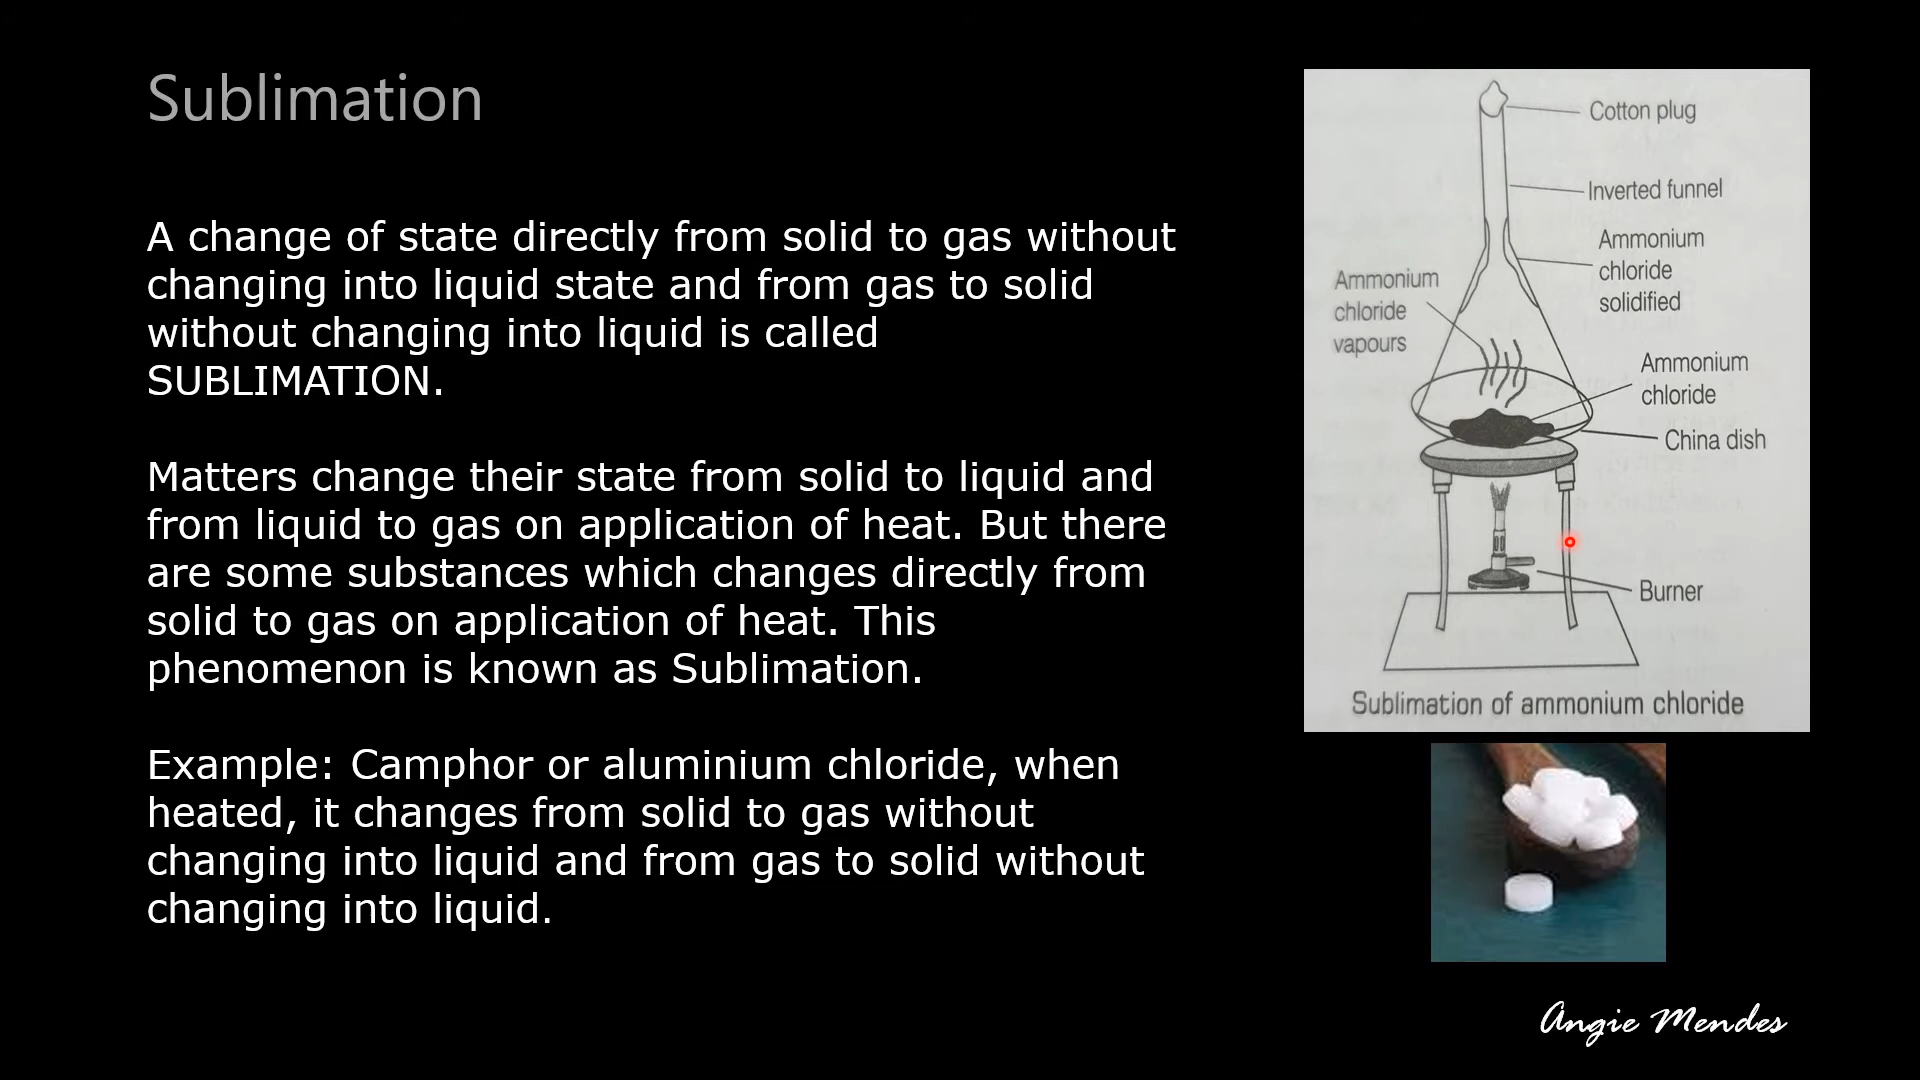 Sublimation
A change of state directly from solid to gas without
changing into liquid state and from gas to solid
without changing into liquid is called
SUBLIMATION.
Matters change their state from solid to liquid and
from liquid to gas on application of heat. But there
are some substances which changes directly from
solid to gas on application of heat. This
phenomenon is known as Sublimation.
Example: Camphor or aluminium chloride, when
heated, it changes from solid to gas without
changing into liquid and from gas to solid without
changing into liquid.
Cotton plug
Inverted funnel
Ammonium
chloride
solidified
Ammonium
chloride
vapours
Ammonium
chloride
China dish
Burner
Sublimation of ammonium chloride
Angie Mendes